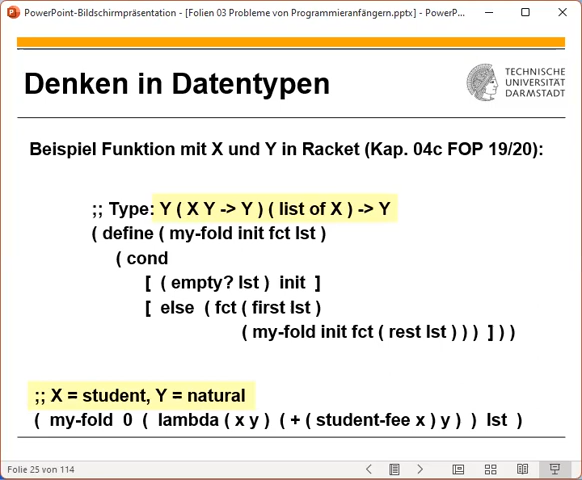 PowerPoint-Bildschirmpräsentation - [Folien 03 Probleme von Programmieranfängern.pptx] - PowerP...
Denken in Datentypen
TECHNISCHE
UNIVERSITÄT
DARMSTADT
Beispiel Funktion mit X und Y in Racket (Kap. 04c FOP 19/20):
;; Type: Y ( X Y -> Y ) ( list of X ) -> Y
( define ( my-fold init fct lst )
( cond
[ ( empty? lst ) init ]
[ else ( fct ( first lst )
( my-fold init fct ( rest lst ) ) ) ] ) )
;; X = student, Y = natural
( my-fold 0 ( lambda ( x y ) ( + ( student-fee x ) y ) ) lst )
Folie 25 von 114